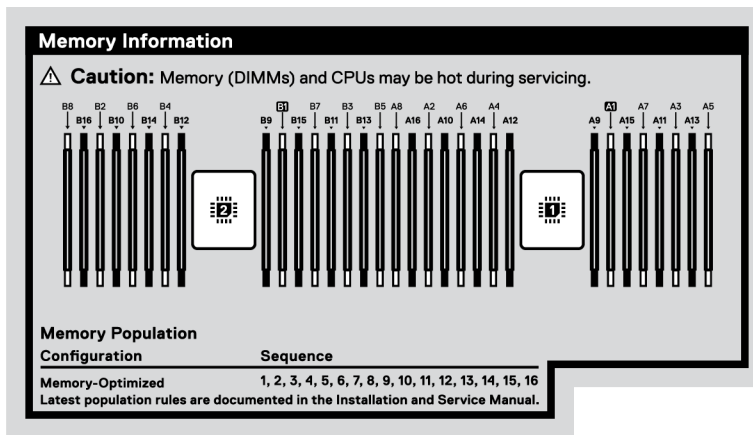 Memory Information
Caution: Memory (DIMMs) and CPUs may be hot during servicing.
B8 B2 B6 B4 B1 B7 B3 B5 A8 A2 A6 A4 A1 A7 A3 A5
B16 B10 B14 B12 B9 B15 B11 B13 A16 A10 A14 A12 A9 A15 A11 A13
2 1
Memory Population
Configuration Sequence
Memory-Optimized 1, 2, 3, 4, 5, 6, 7, 8, 9, 10, 11, 12, 13, 14, 15, 16
Latest population rules are documented in the Installation and Service Manual.